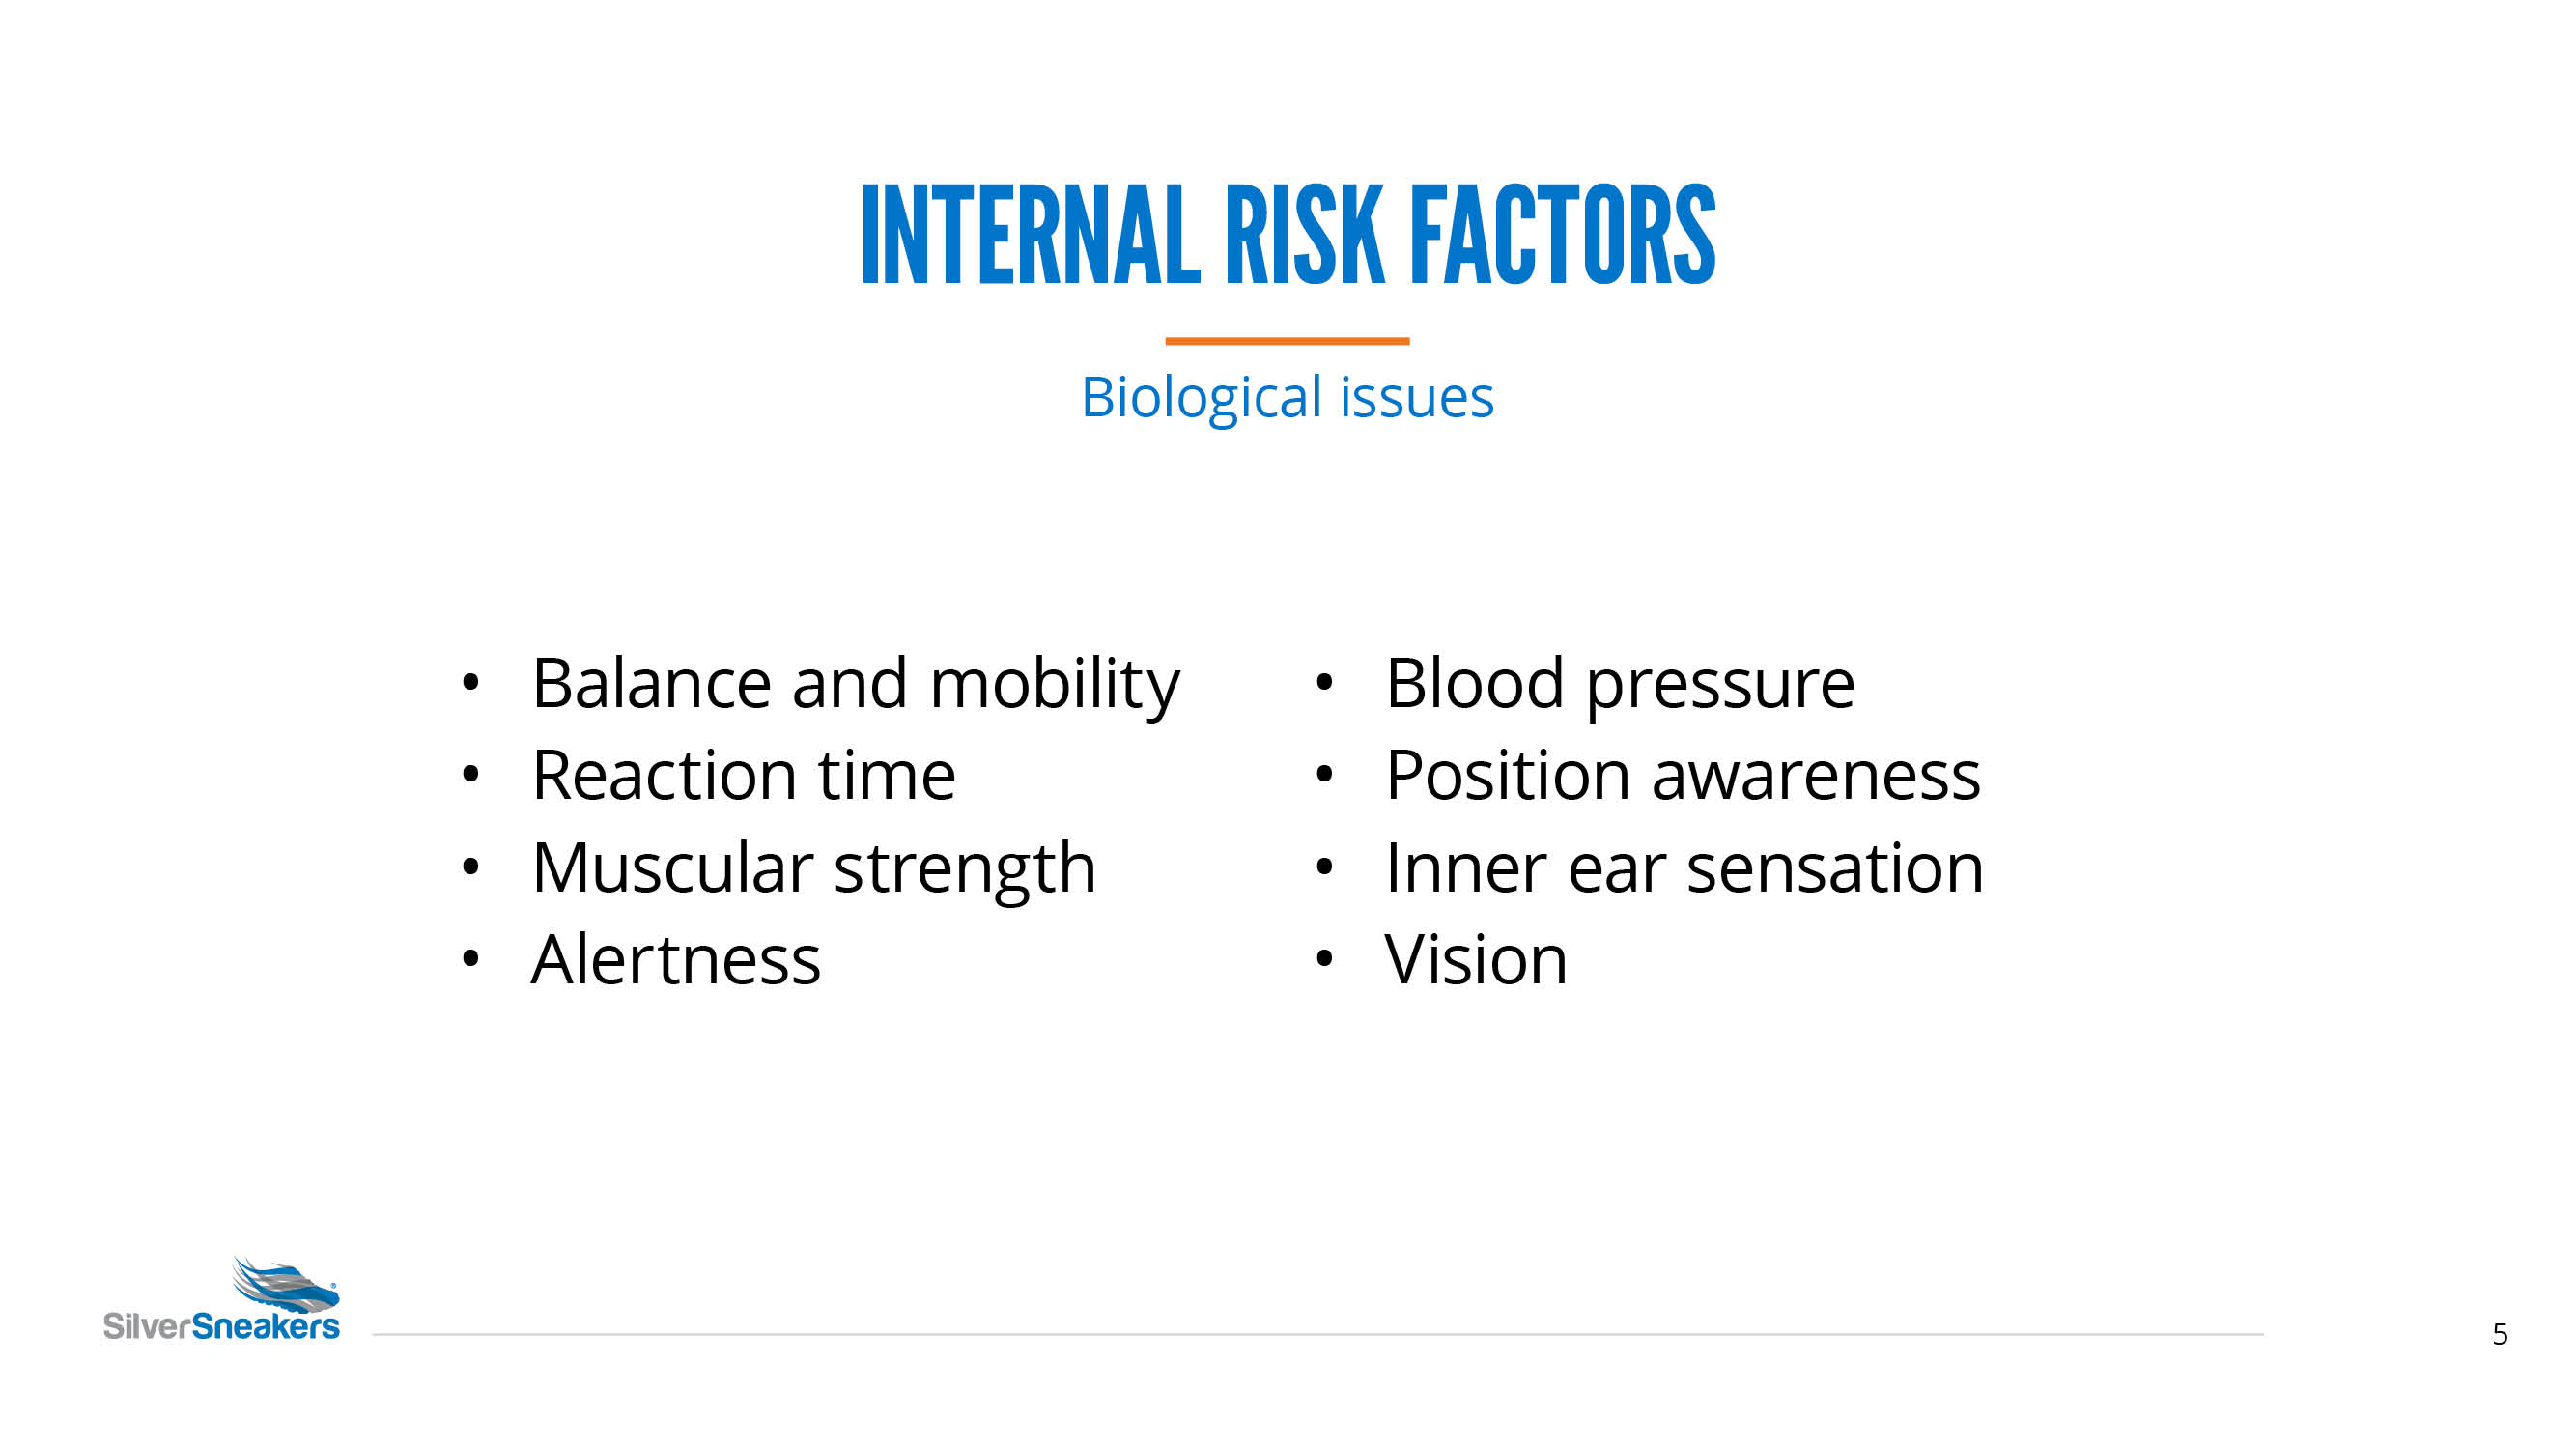 INTERNAL RISK FACTORS
Biological issues
• Balance and mobility
• Reaction time
• Muscular strength
• Alertness
• Blood pressure
• Position awareness
• Inner ear sensation
• Vision
SilverSneakers®
5